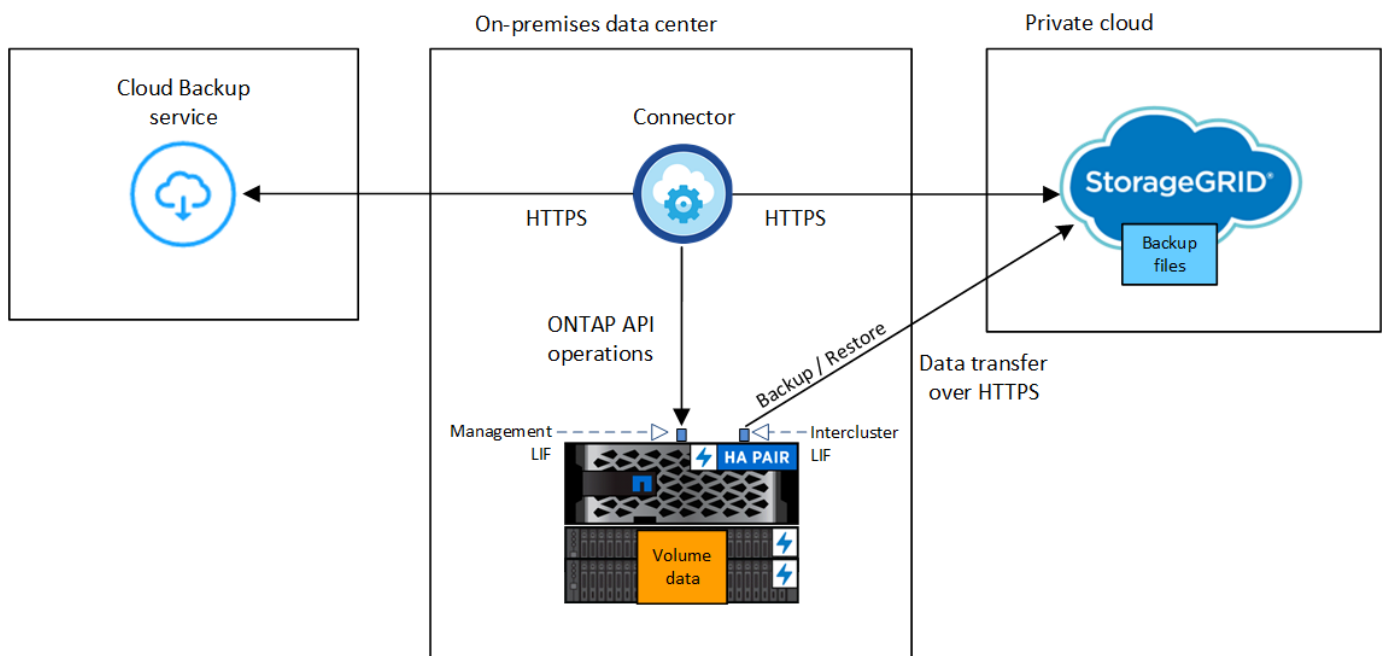 On-premises data center
Private cloud
Cloud Backup
service
Connector
HTTPS
HTTPS
StorageGRID®
Backup
files
ONTAP API
operations
Backup / Restore
Data transfer
over HTTPS
Management
LIF
Intercluster
LIF
HA PAIR
Volume
data